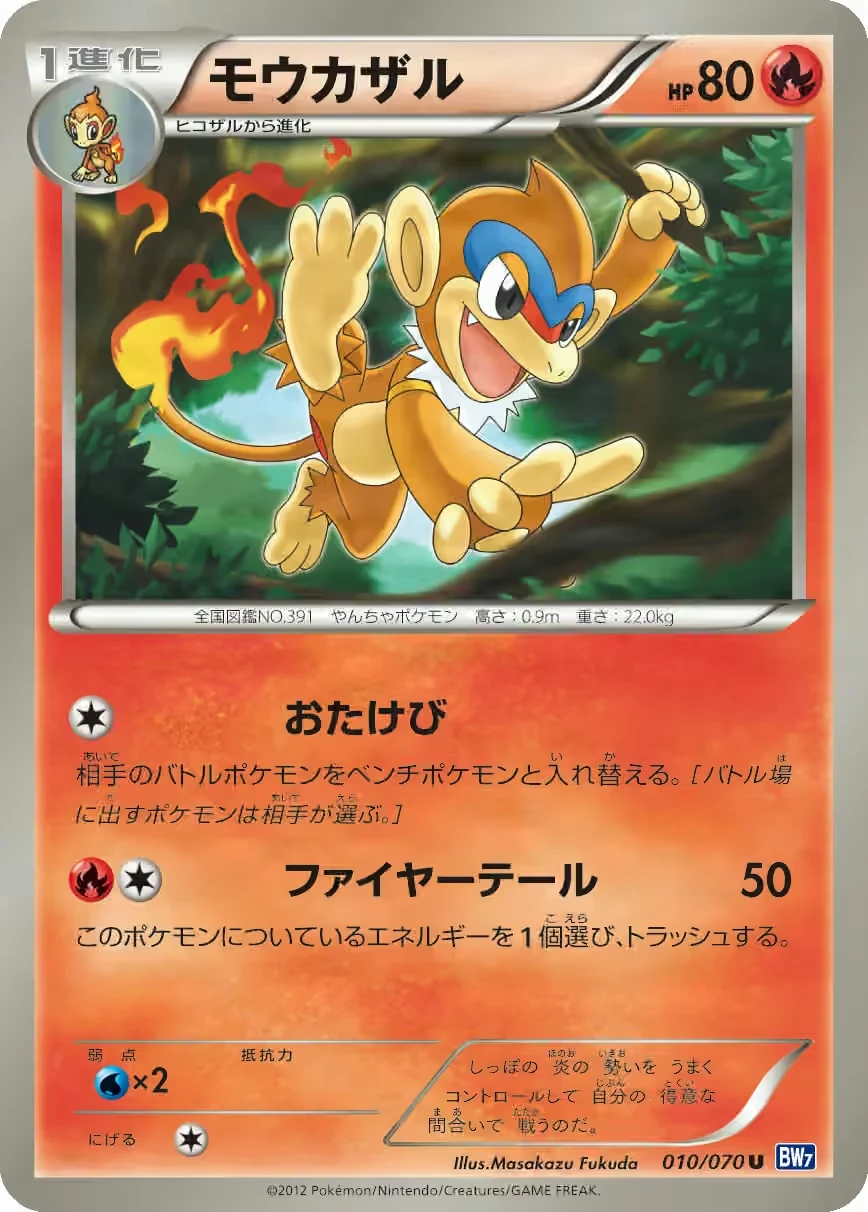 1進化
モウカザル
HP80
ヒコザルから進化
全国図鑑NO.391 やんちゃポケモン 高さ:0.9m 重さ:22.0kg
おたけび
相手のバトルポケモンをベンチポケモンと入れ替える。[バトル場
に出すポケモンは相手が選ぶ。]
ファイヤーテール 50
このポケモンについているエネルギーを1個選び、トラッシュする。
弱点 抵抗力
×2
にげる
しっぽの 炎の 勢いを うまく
コントロールして 自分の 得意な
間合いで 戦うのだ。
Illus.Masakazu Fukuda 010/070 U BW7
©2012 Pokémon/Nintendo/Creatures/GAME FREAK.